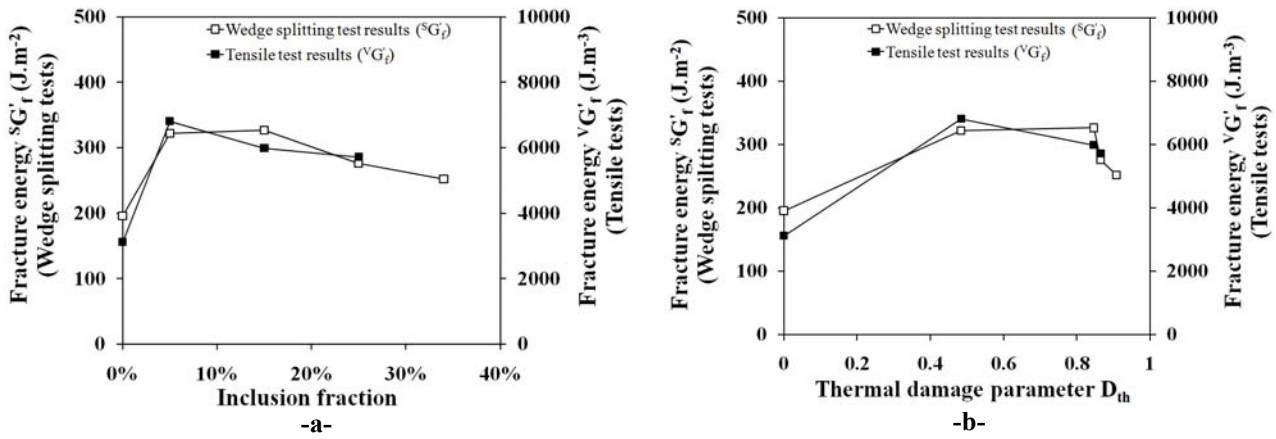 Fracture energy ˢG'f (J.m⁻²)
(Wedge splitting tests)
500
400
300
200
100
0
Wedge splitting test results (ˢG'f)
Tensile test results (ⱽG'f)
10000
8000
6000
4000
2000
0
Fracture energy ⱽG'f (J.m⁻³)
(Tensile tests)
0% 10% 20% 30% 40%
Inclusion fraction
-a-
Fracture energy ˢG'f (J.m⁻²)
(Wedge spiltting tests)
500
400
300
200
100
0
Wedge splitting test results (ˢG'f)
Tensile test results (ⱽG'f)
10000
8000
6000
4000
2000
0
Fracture energy ⱽG'f (J.m⁻³)
(Tensile tests)
0 0.2 0.4 0.6 0.8 1
Thermal damage parameter Dth
-b-